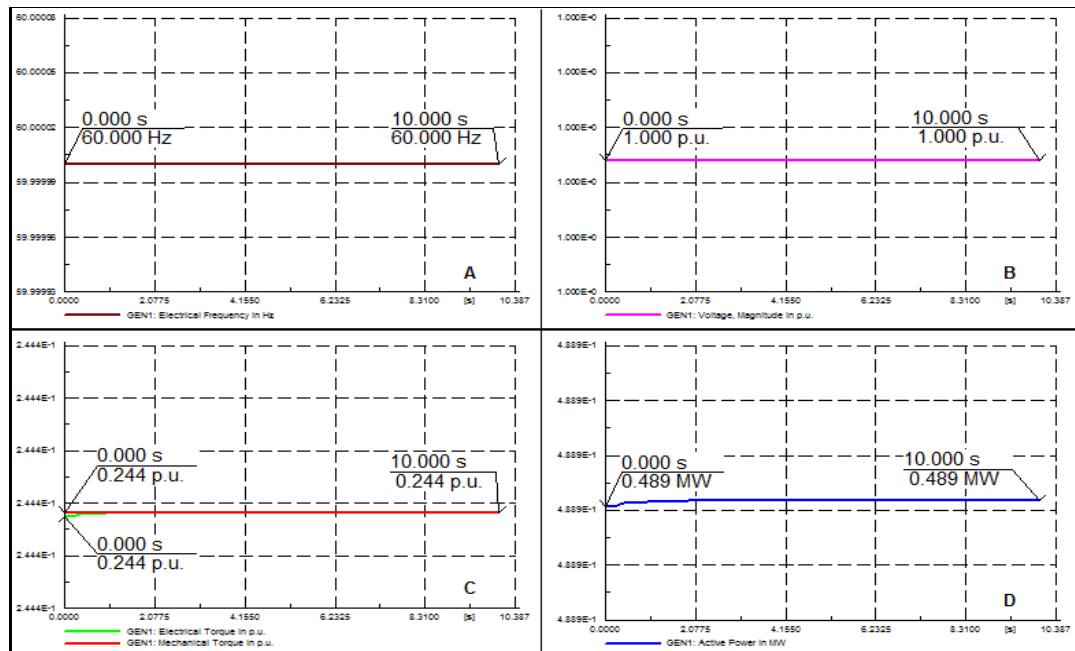 60.00008
60.00005
60.00002
59.99999
59.99996
59.99993
0.000 s
60.000 Hz
10.000 s
60.000 Hz
A
0.0000 2.0775 4.1550 6.2325 8.3100 [s] 10.387
GEN1: Electrical Frequency in Hz
1.000E+0
1.000E+0
1.000E+0
1.000E+0
1.000E+0
1.000E+0
0.000 s
1.000 p.u.
10.000 s
1.000 p.u.
B
0.0000 2.0775 4.1550 6.2325 8.3100 [s] 10.387
GEN1: Voltage, Magnitude in p.u.
2.444E-1
2.444E-1
2.444E-1
2.444E-1
2.444E-1
2.444E-1
0.000 s
0.244 p.u.
10.000 s
0.244 p.u.
0.000 s
0.244 p.u.
C
0.0000 2.0775 4.1550 6.2325 8.3100 [s] 10.387
GEN1: Electrical Torque in p.u.
GEN1: Mechanical Torque in p.u.
4.889E-1
4.889E-1
4.889E-1
4.889E-1
4.889E-1
4.889E-1
0.000 s
0.489 MW
10.000 s
0.489 MW
D
0.0000 2.0775 4.1550 6.2325 8.3100 [s] 10.387
GEN1: Active Power in MW